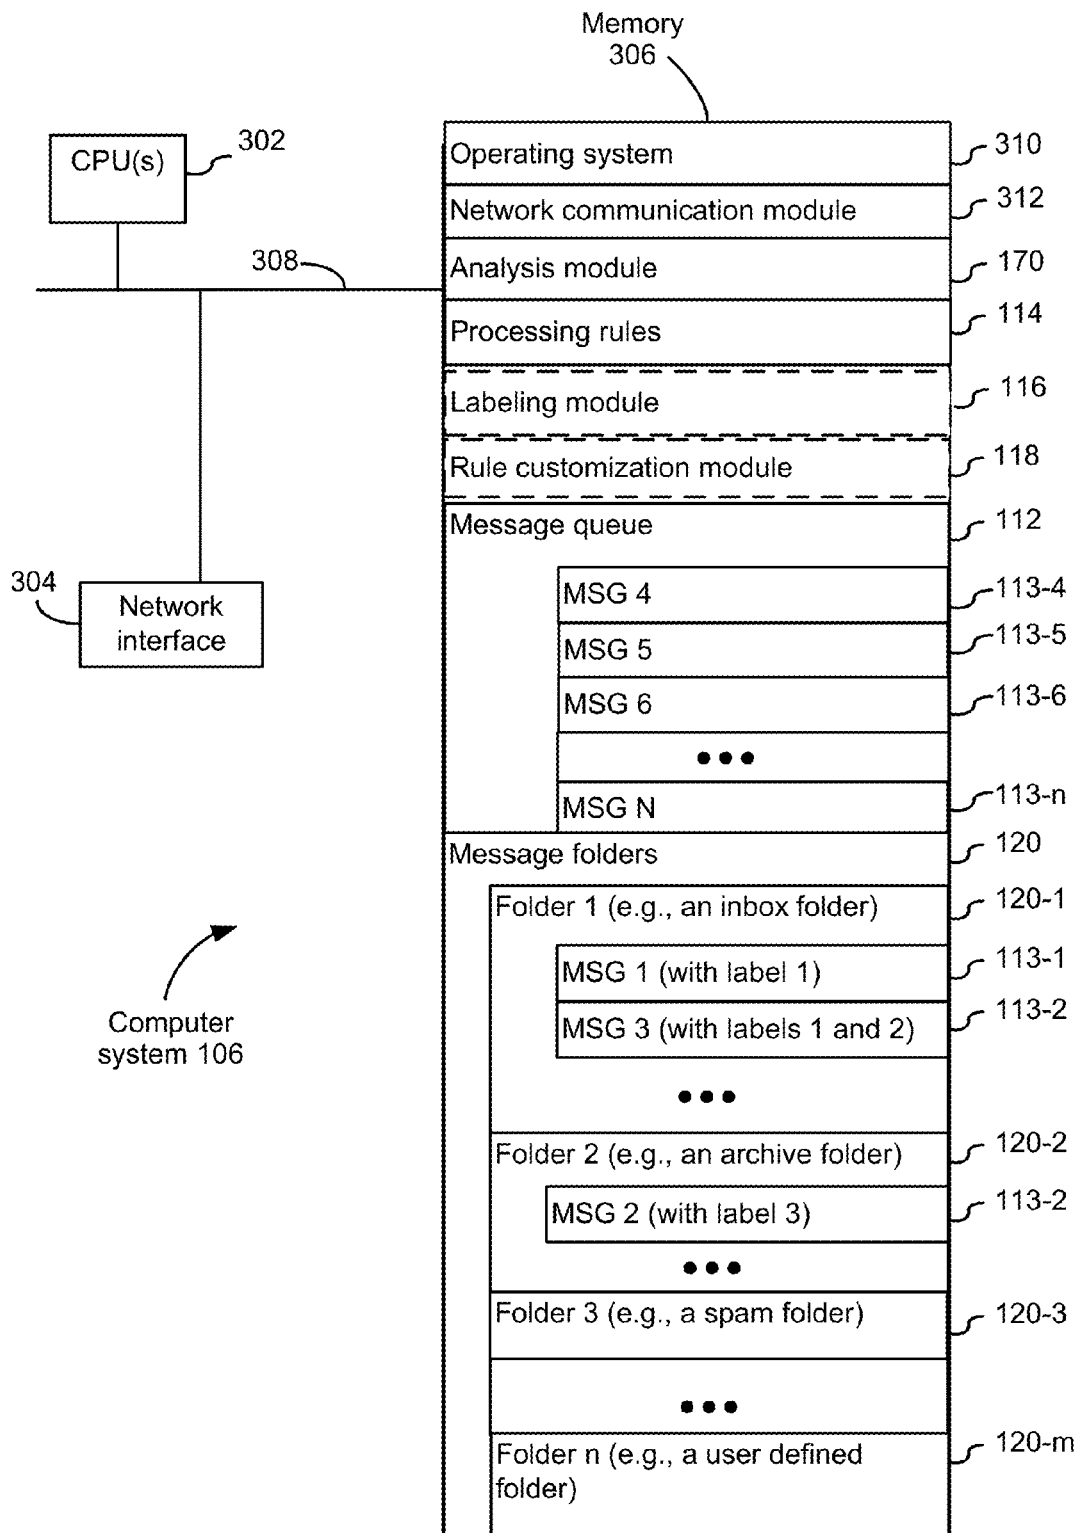 Memory
306
CPU(s)
302
308
304
Network
interface
Computer
system 106
Operating system
310
Network communication module
312
Analysis module
170
Processing rules
114
Labeling module
116
Rule customization module
118
Message queue
112
MSG 4
113-4
MSG 5
113-5
MSG 6
113-6
MSG N
113-n
Message folders
120
Folder 1 (e.g., an inbox folder)
120-1
MSG 1 (with label 1)
113-1
MSG 3 (with labels 1 and 2)
113-2
Folder 2 (e.g., an archive folder)
120-2
MSG 2 (with label 3)
113-2
Folder 3 (e.g., a spam folder)
120-3
Folder n (e.g., a user defined
folder)
120-m